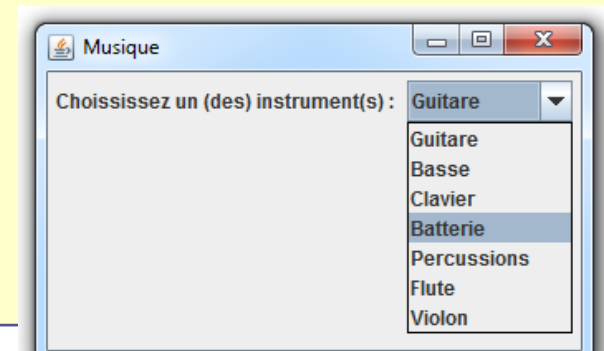 Musique
Choississez un (des) instrument(s) : Guitare
Guitare
Basse
Clavier
Batterie
Percussions
Flute
Violon